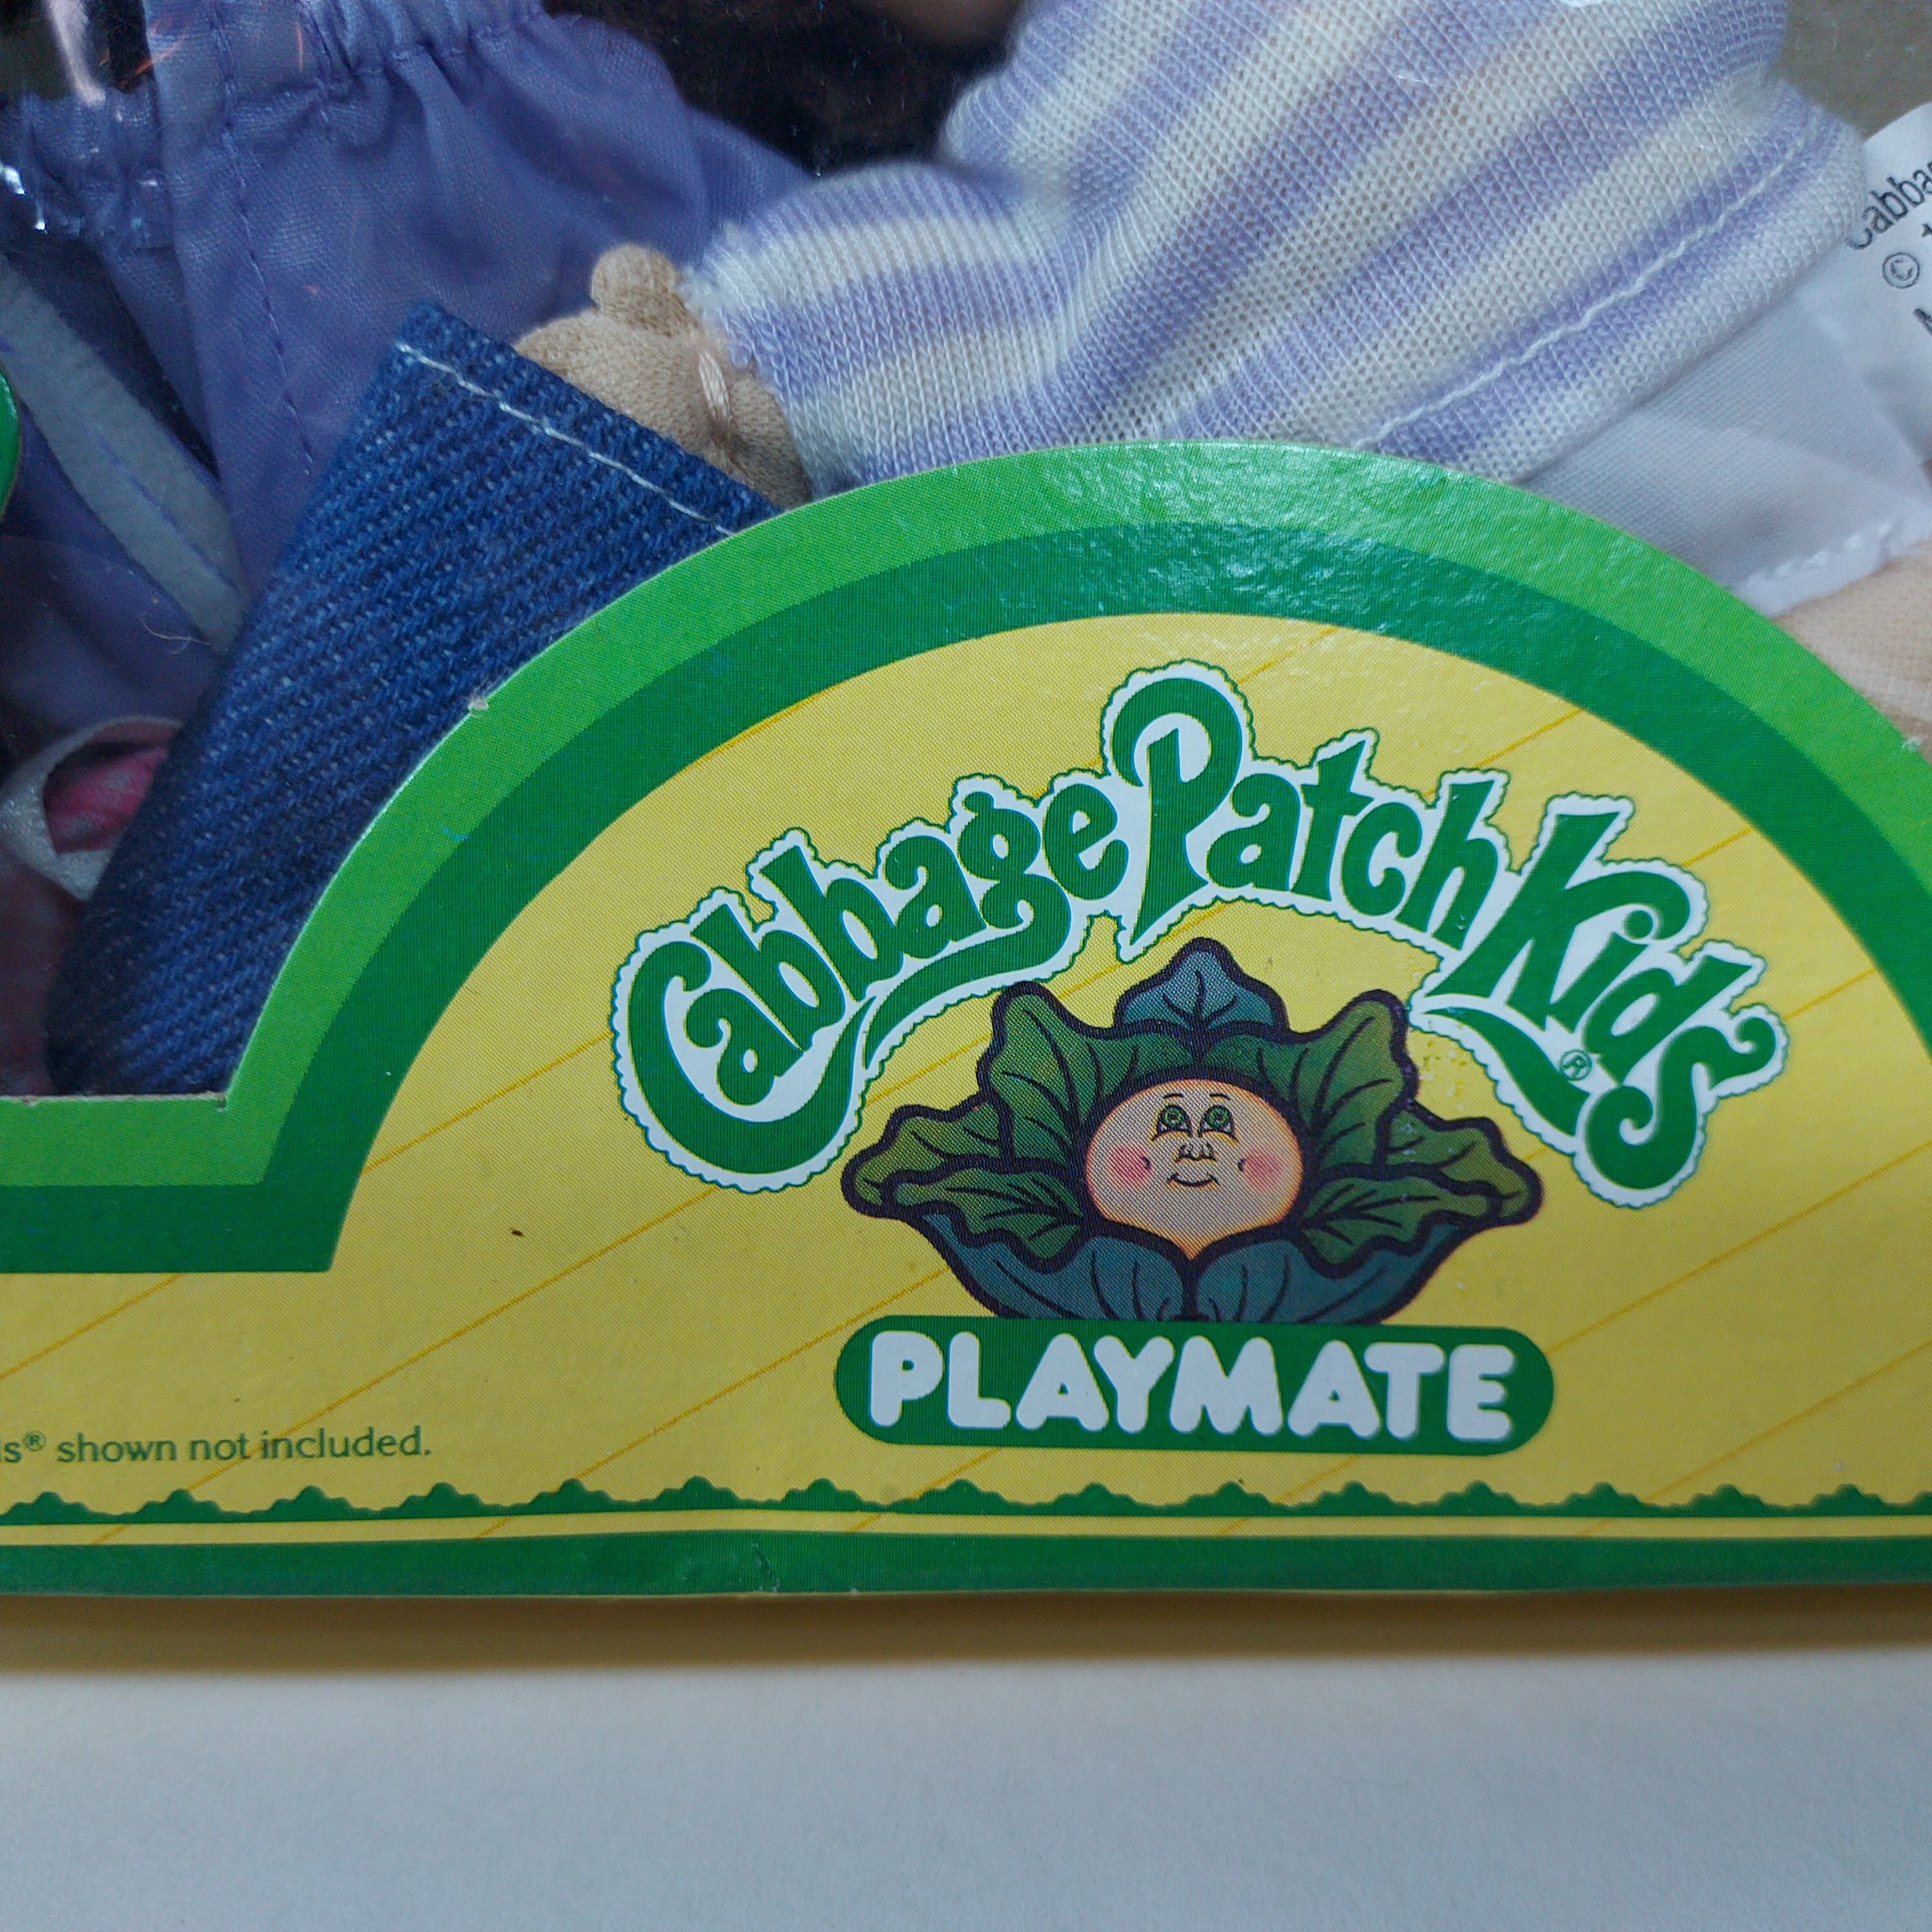 ©
Cabbage Patch Kids®
PLAYMATE
® shown not included.